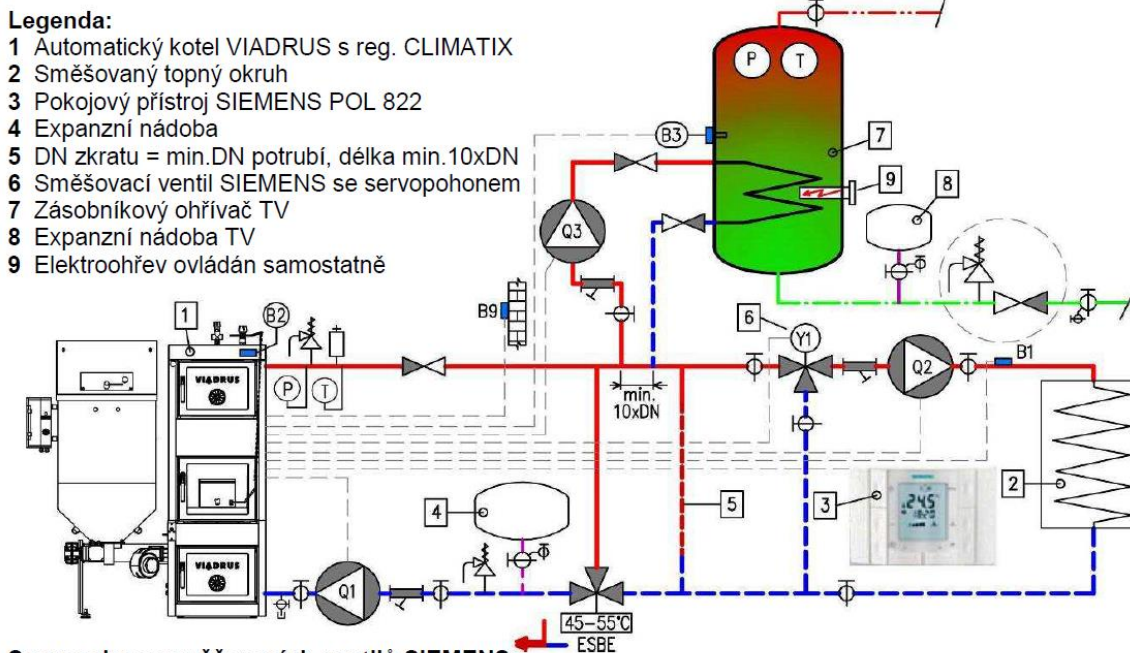 Legenda:
1 Automatický kotel VIADRUS s reg. CLIMATIX
2 Směšovaný topný okruh
3 Pokojový přístroj SIEMENS POL 822
4 Expanzní nádoba
5 DN zkratu = min.DN potrubí, délka min.10xDN
6 Směšovací ventil SIEMENS se servopohonem
7 Zásobníkový ohřívač TV
8 Expanzní nádoba TV
9 Elektroohřev ovládán samostatně
P T
B3
7
9
8
Q3
B9
1
B2
6
Y1
Q2
B1
VIADRUS
P T
min.
10xDN
4
5
3
24.5
2
VIADRUS
Q1
45–55°C
ESBE